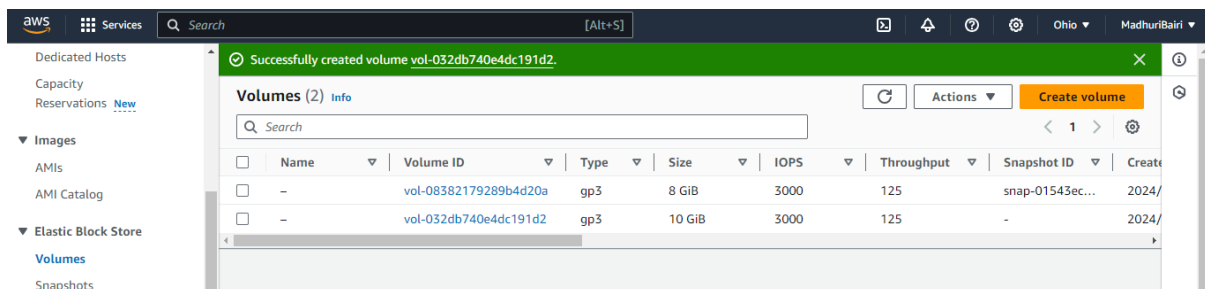 aws Services Search [Alt+S] Ohio MadhuriBairi
Dedicated Hosts
Capacity
Reservations New
Images
AMIs
AMI Catalog
Elastic Block Store
Volumes
Snapshots
Successfully created volume vol-032db740e4dc191d2.
Volumes (2) Info
Actions Create volume
Search
1
Name Volume ID Type Size IOPS Throughput Snapshot ID Create
– vol-08382179289b4d20a gp3 8 GiB 3000 125 snap-01543ec... 2024/
– vol-032db740e4dc191d2 gp3 10 GiB 3000 125 - 2024/